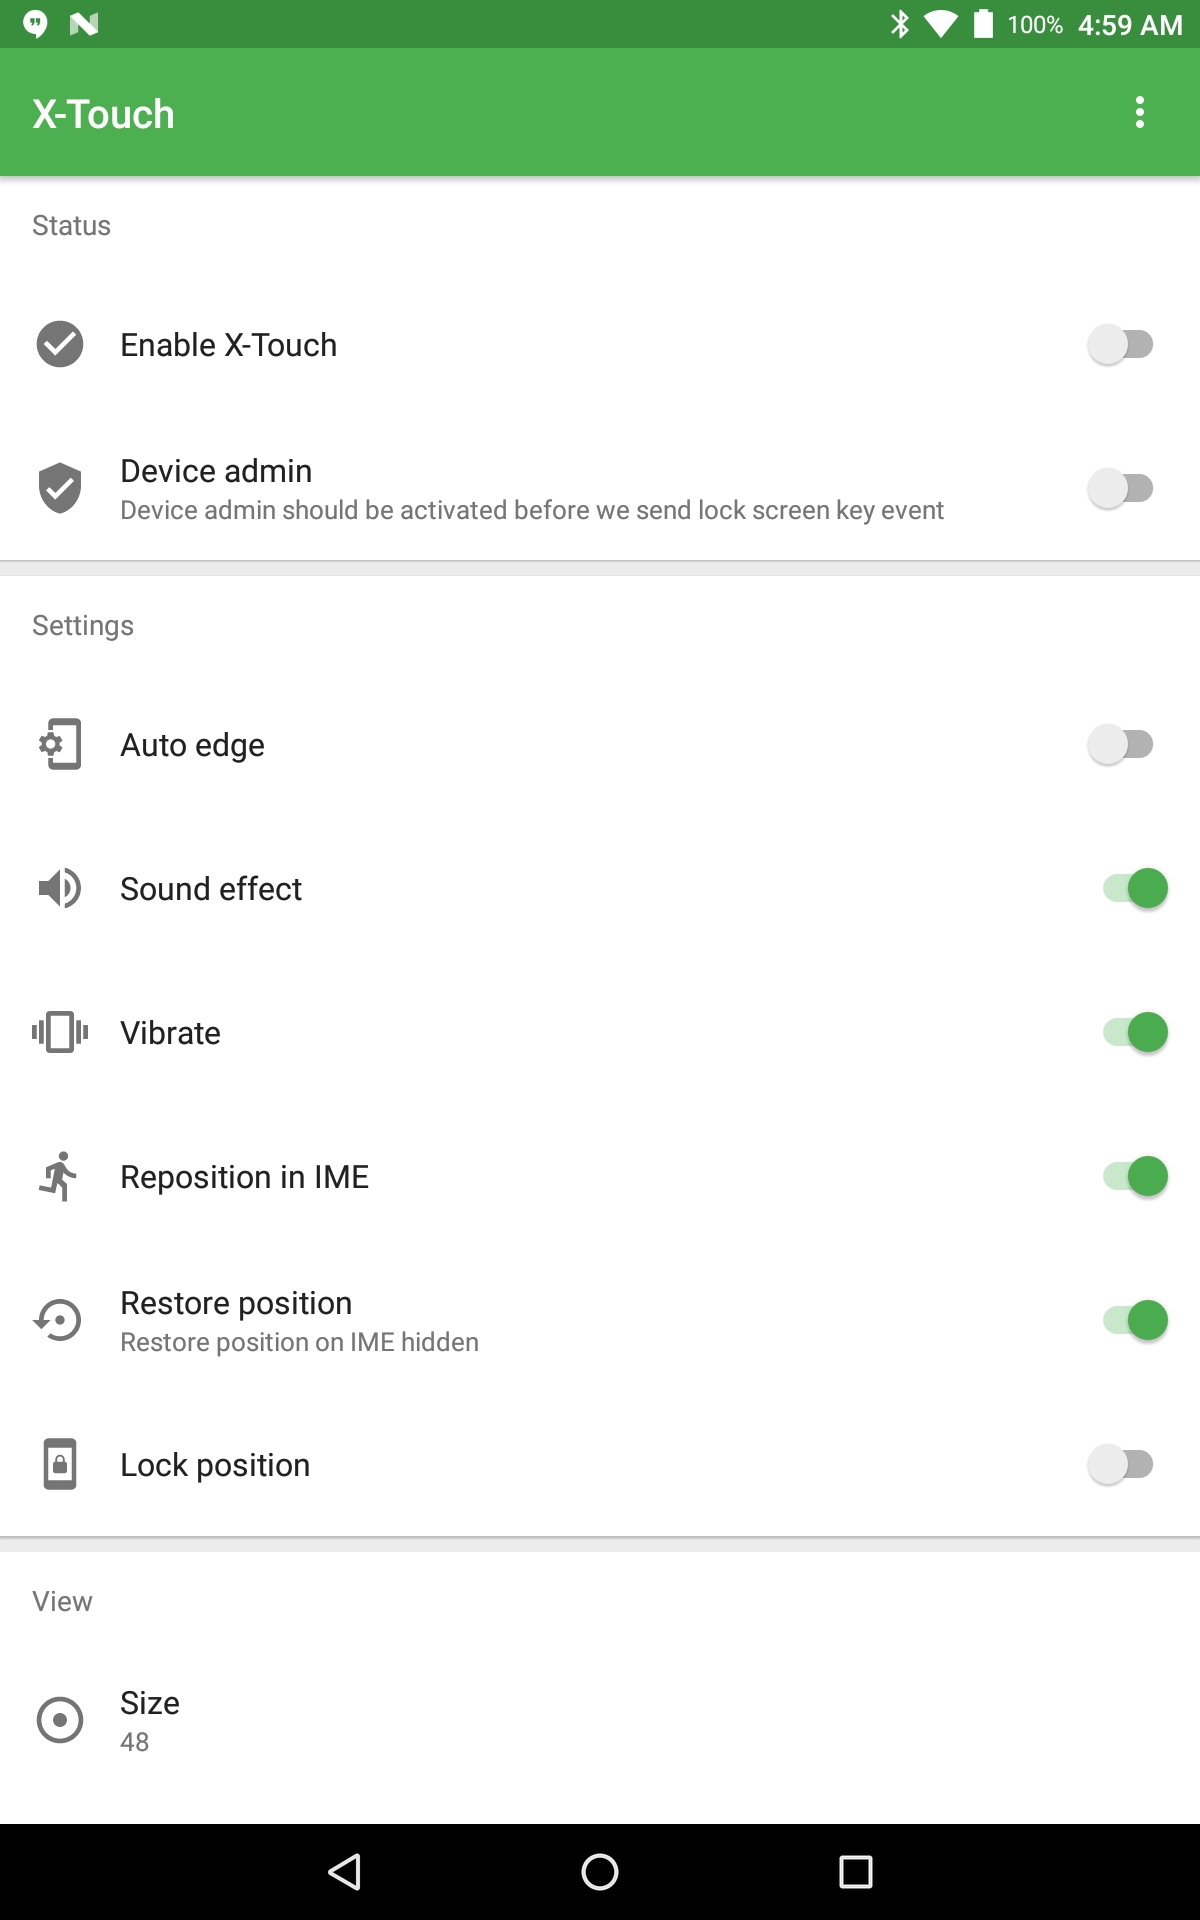 100% 4:59 AM
X-Touch
Status
Enable X-Touch
Device admin
Device admin should be activated before we send lock screen key event
Settings
Auto edge
Sound effect
Vibrate
Reposition in IME
Restore position
Restore position on IME hidden
Lock position
View
Size
48